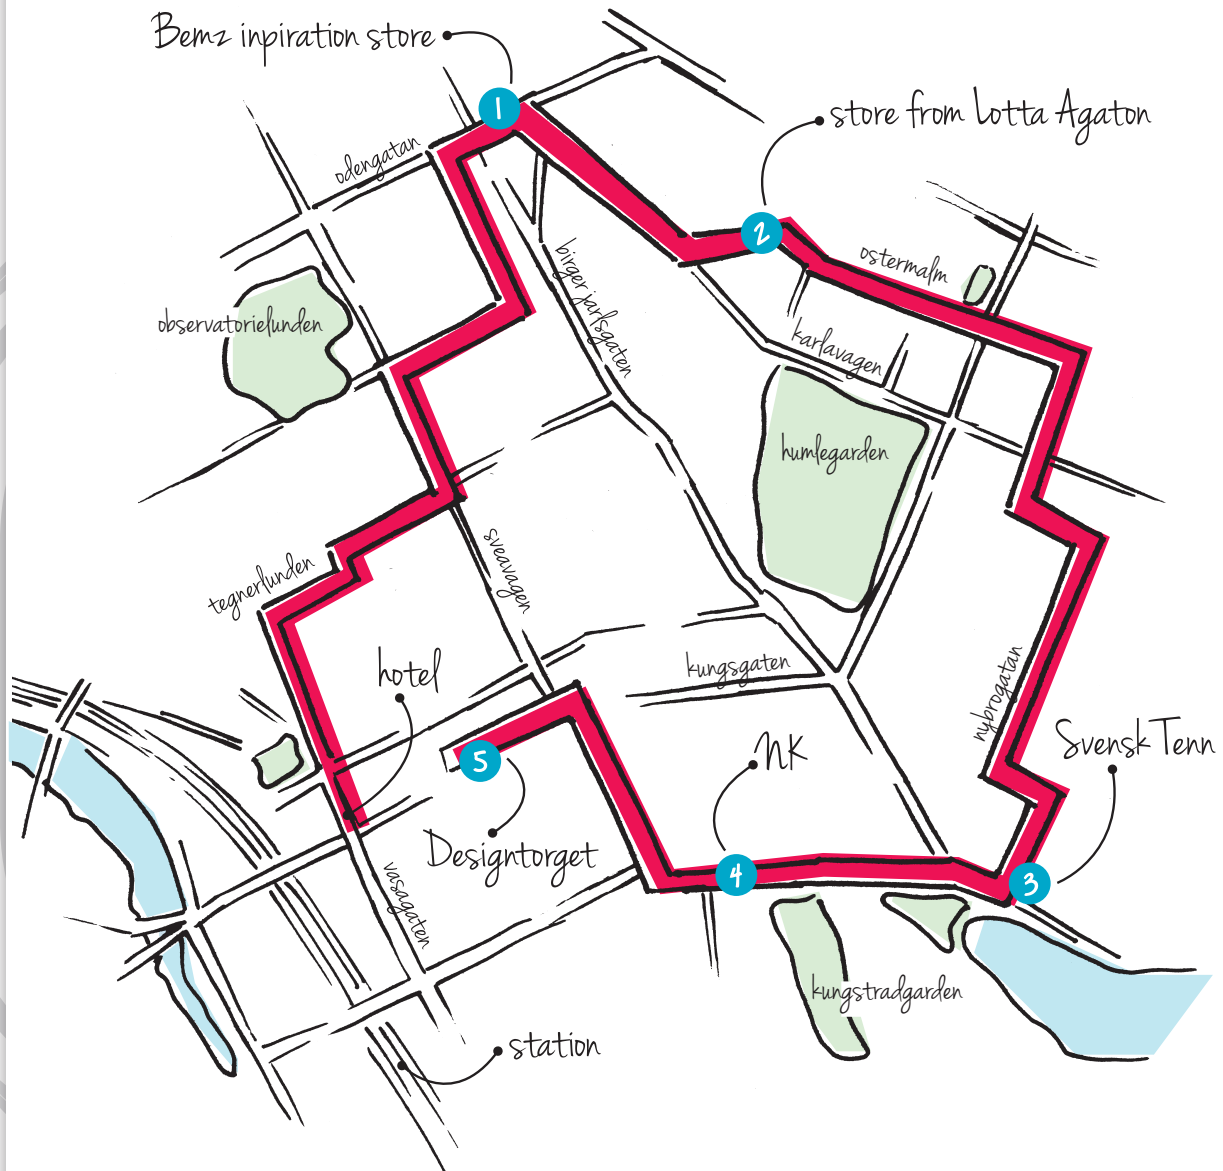 Bemz inpiration store
1
store from Lotta Agaton
odengatan
2
birger jarlsgaten
ostermalm
observatorielunden
karlavagen
humlegarden
sveavagen
tegnerlunden
hotel
kungsgaten
nybrogatan
Svensk Tenn
NK
5
Designtorget
vasagaten
4
3
kungstradgarden
station